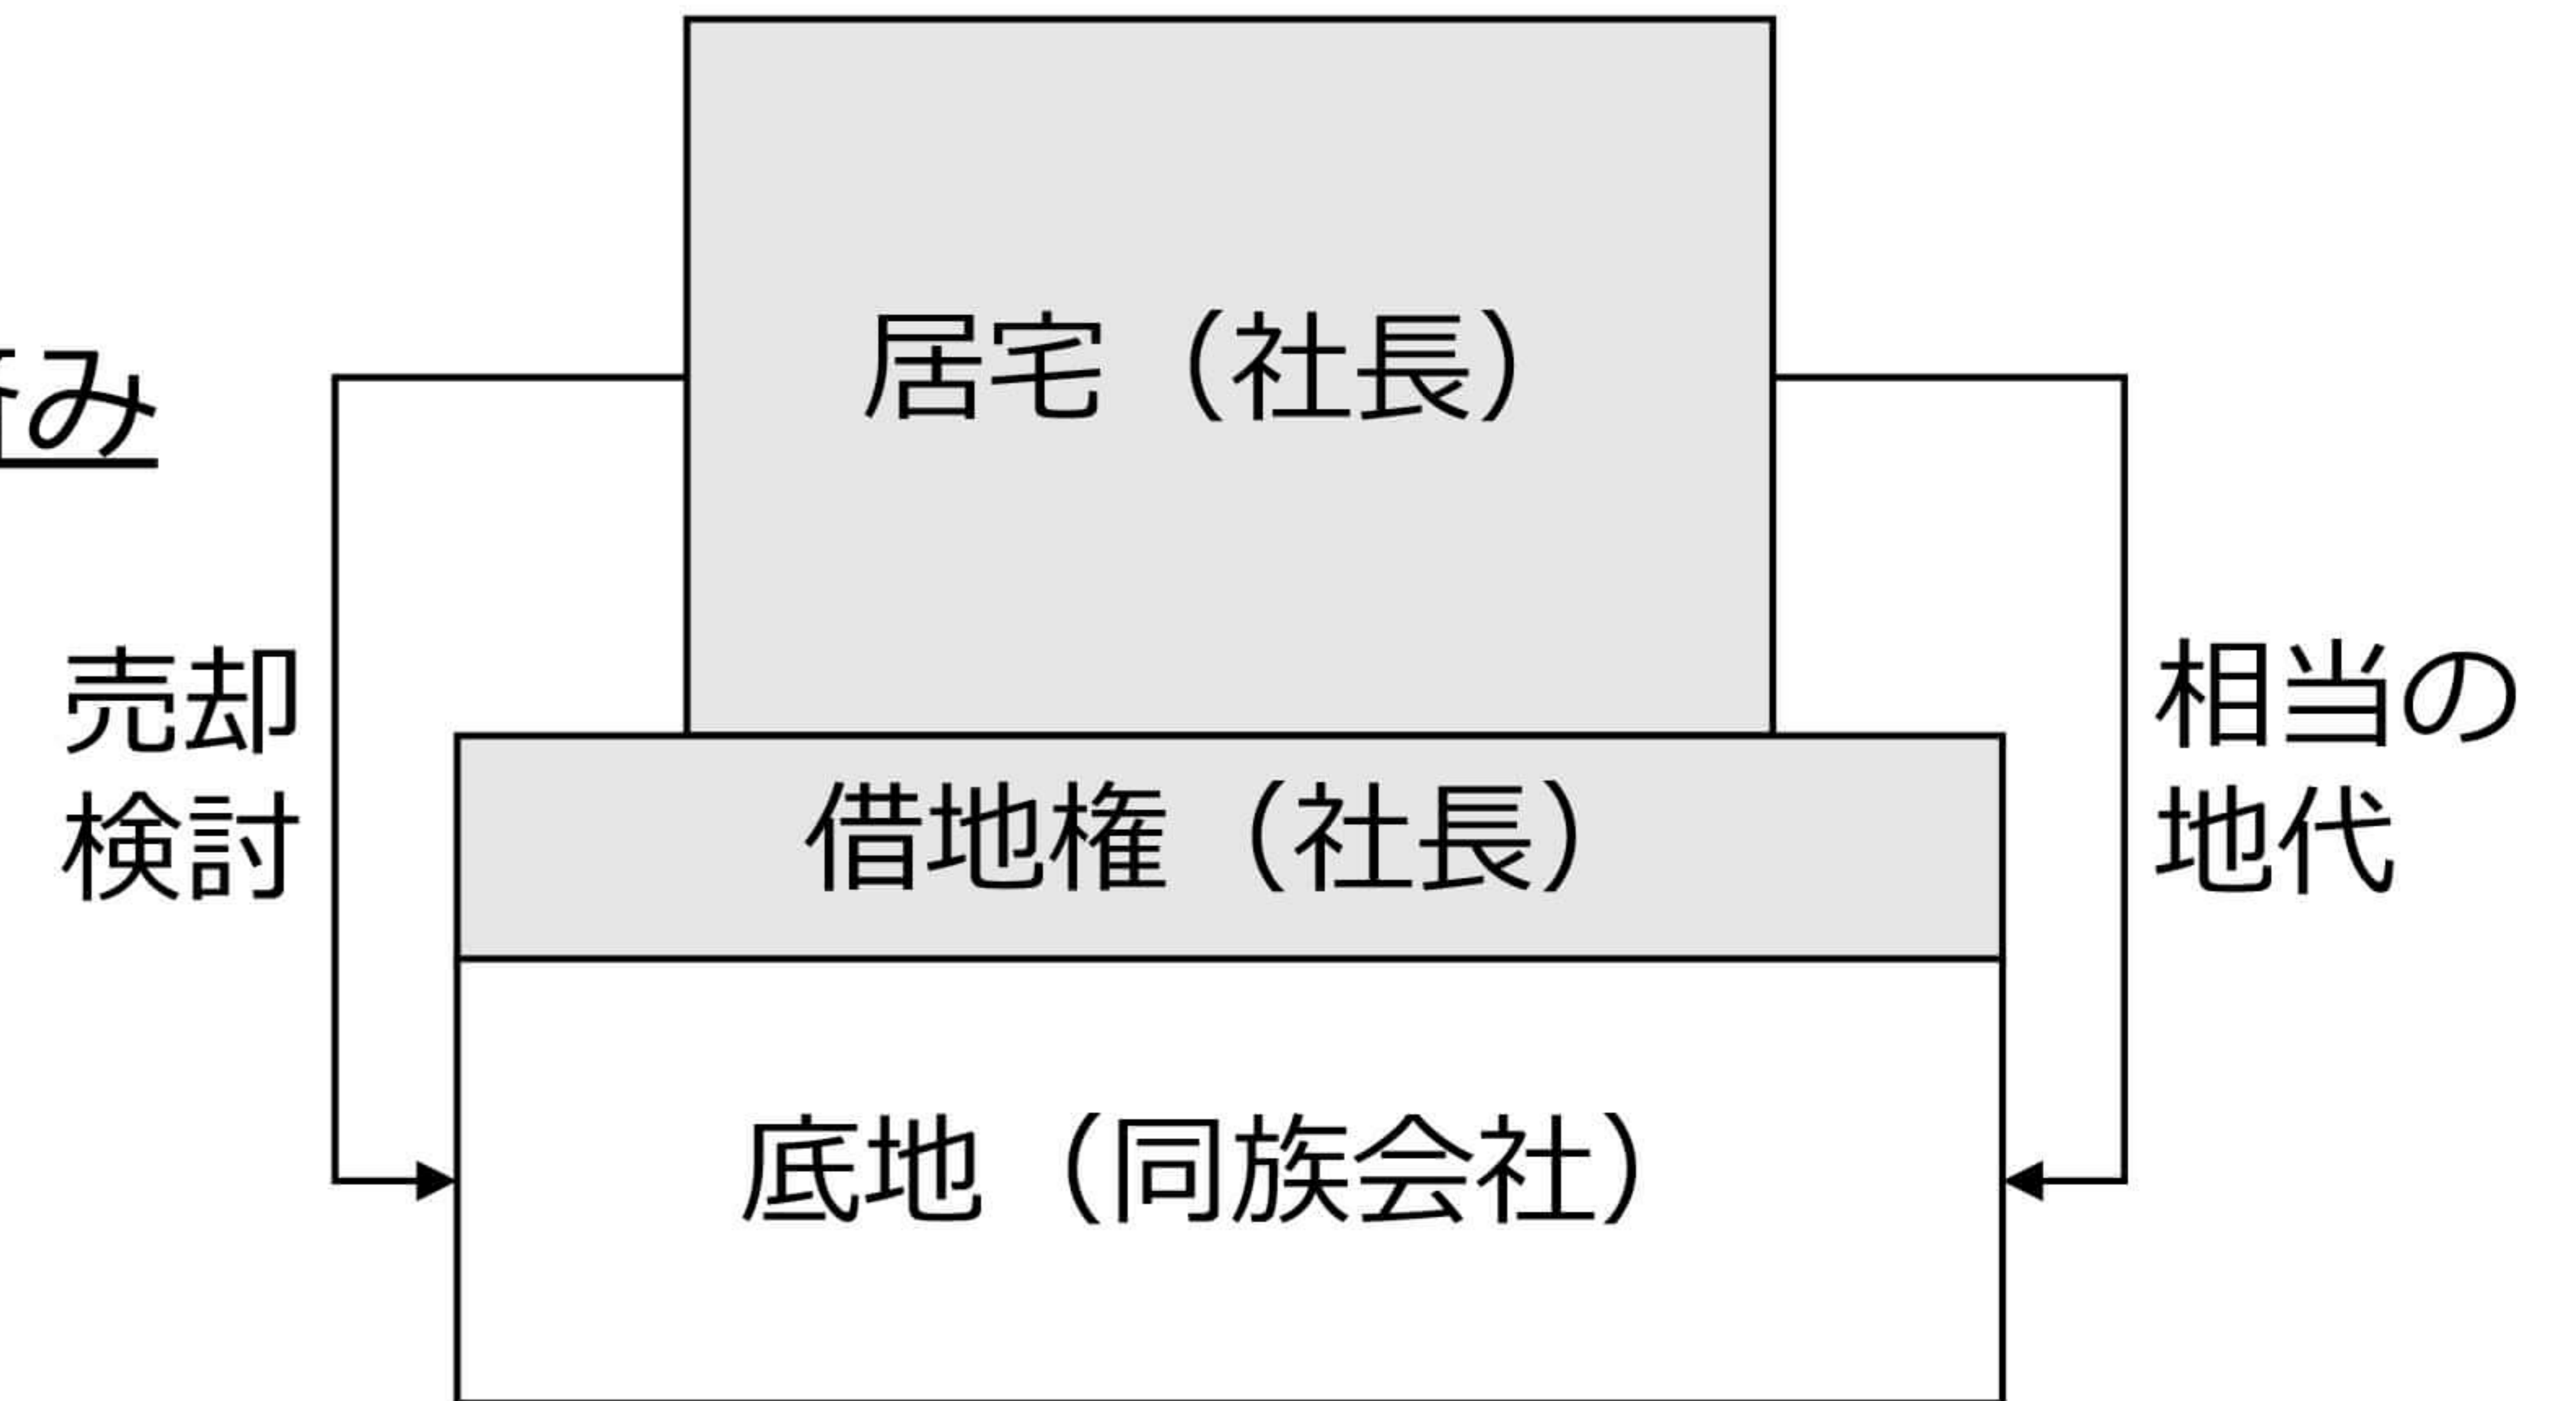 居宅（社長）
み
売却
検討
相当の
地代
借地権（社長）
底地（同族会社）